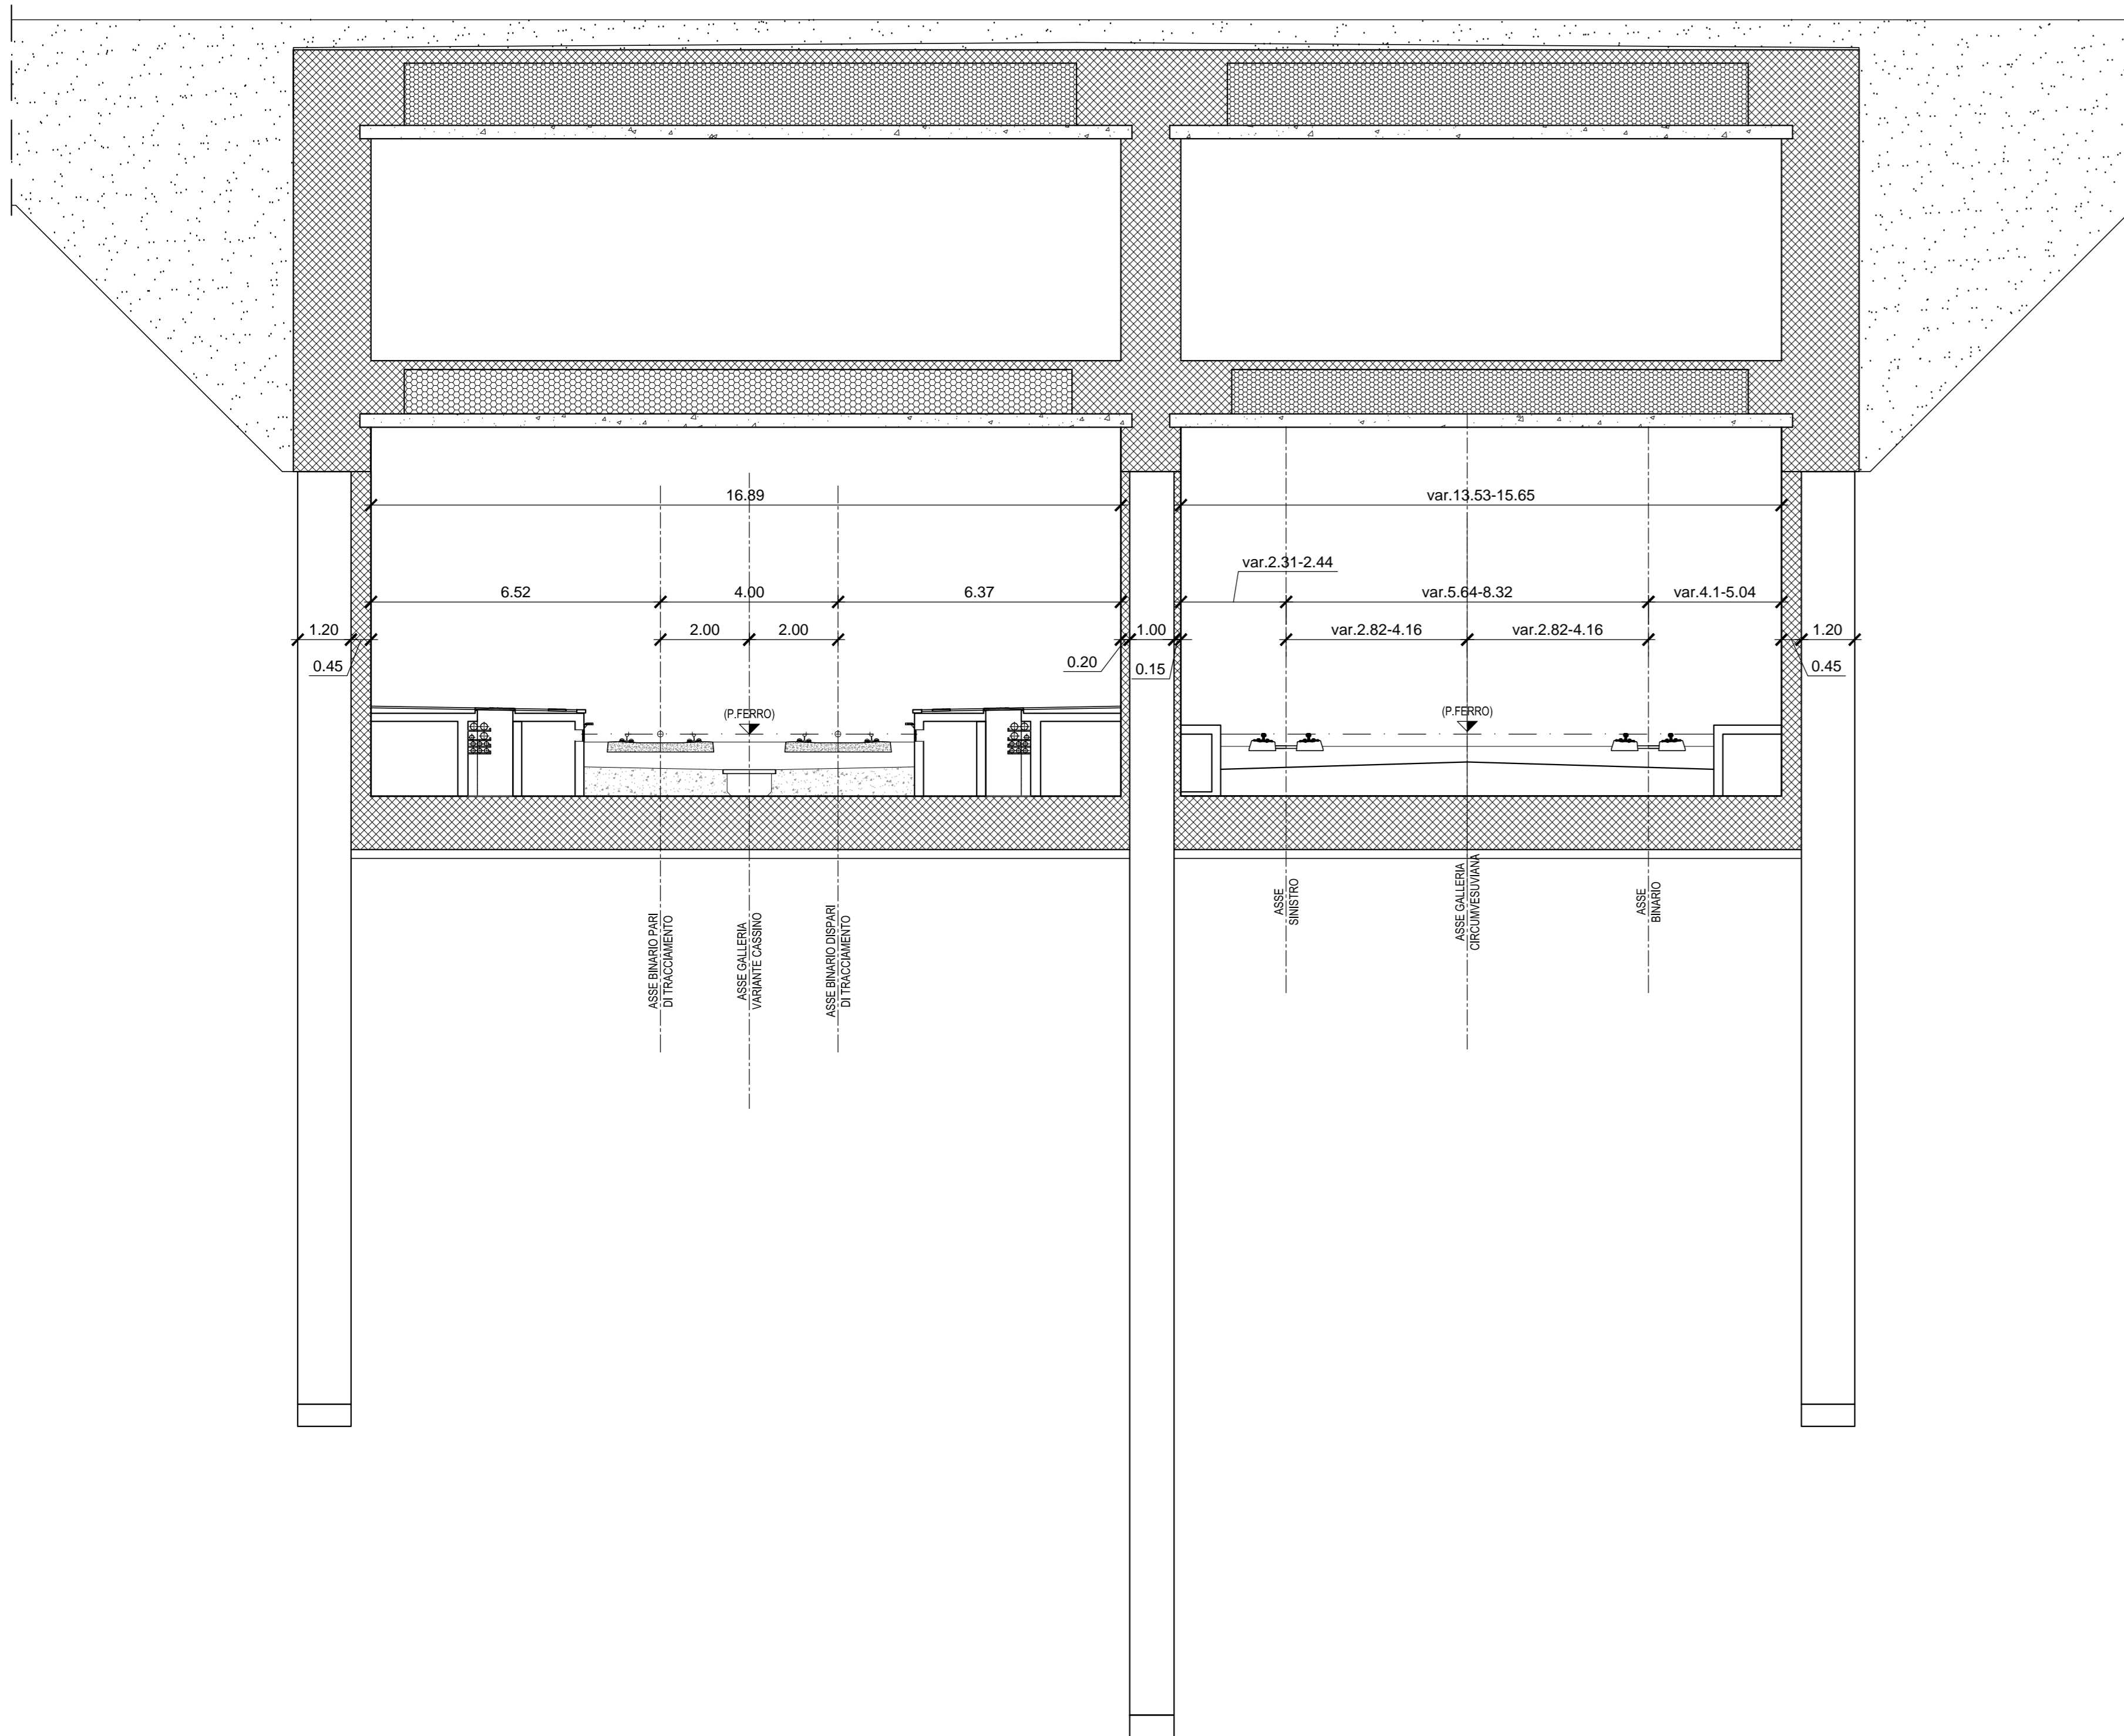 16.89
var.13.53-15.65
var.2.31-2.44
6.52
4.00
6.37
var.5.64-8.32
var.4.1-5.04
1.20
2.00
2.00
1.00
var.2.82-4.16
var.2.82-4.16
1.20
0.45
0.20
0.15
0.45
(P.FERRO)
(P.FERRO)
ASSE BINARIO PARI
DI TRACCIAMENTO
ASSE GALLERIA
VARIANTE CASSINO
ASSE BINARIO DISPARI
DI TRACCIAMENTO
ASSE
SINISTRO
ASSE GALLERIA
CIRCUMVESUVIANA
ASSE
BINARIO